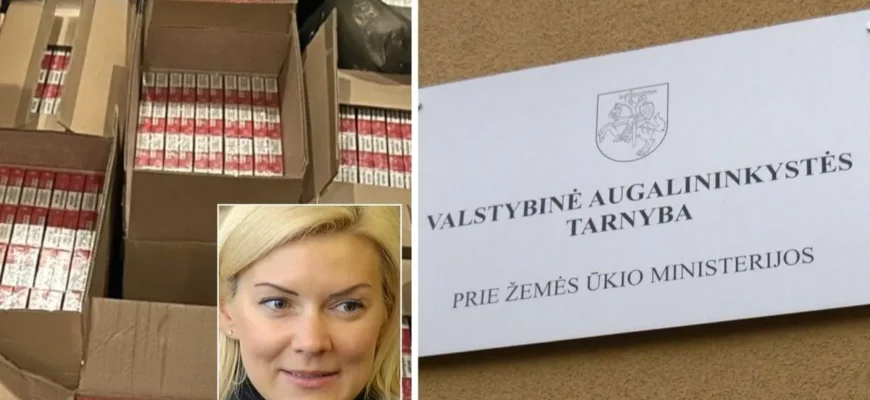 VALSTYBINĖ AUGALININKYSTĖS
TARNYBA
PRIE ŽEMĖS ŪKIO MINISTERIJOS